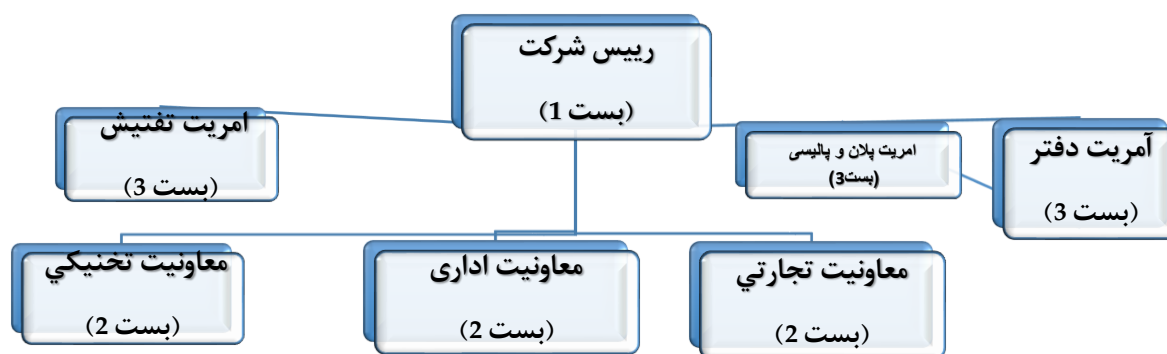 رییس شرکت
(بست 1)
آمریت دفتر
(بست 3)
امریت پلان و پالیسی
(بست3)
امریت تفتیش
(بست 3)
معاونیت تجارتي
(بست 2)
معاونیت اداری
(بست 2)
معاونیت تخنیکي
(بست 2)